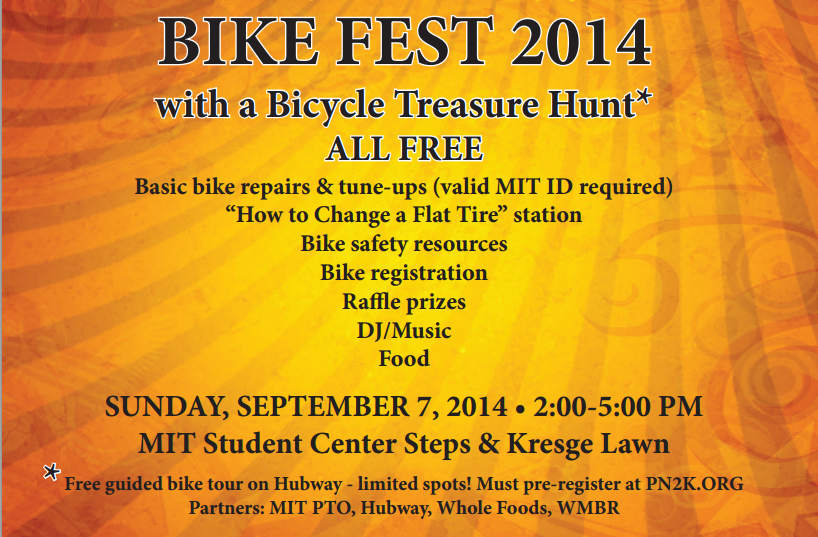 BIKE FEST 2014
with a Bicycle Treasure Hunt*
ALL FREE
Basic bike repairs & tune-ups (valid MIT ID required)
“How to Change a Flat Tire” station
Bike safety resources
Bike registration
Raffle prizes
DJ/Music
Food
SUNDAY, SEPTEMBER 7, 2014 • 2:00-5:00 PM
MIT Student Center Steps & Kresge Lawn
* Free guided bike tour on Hubway - limited spots! Must pre-register at PN2K.ORG
Partners: MIT PTO, Hubway, Whole Foods, WMBR